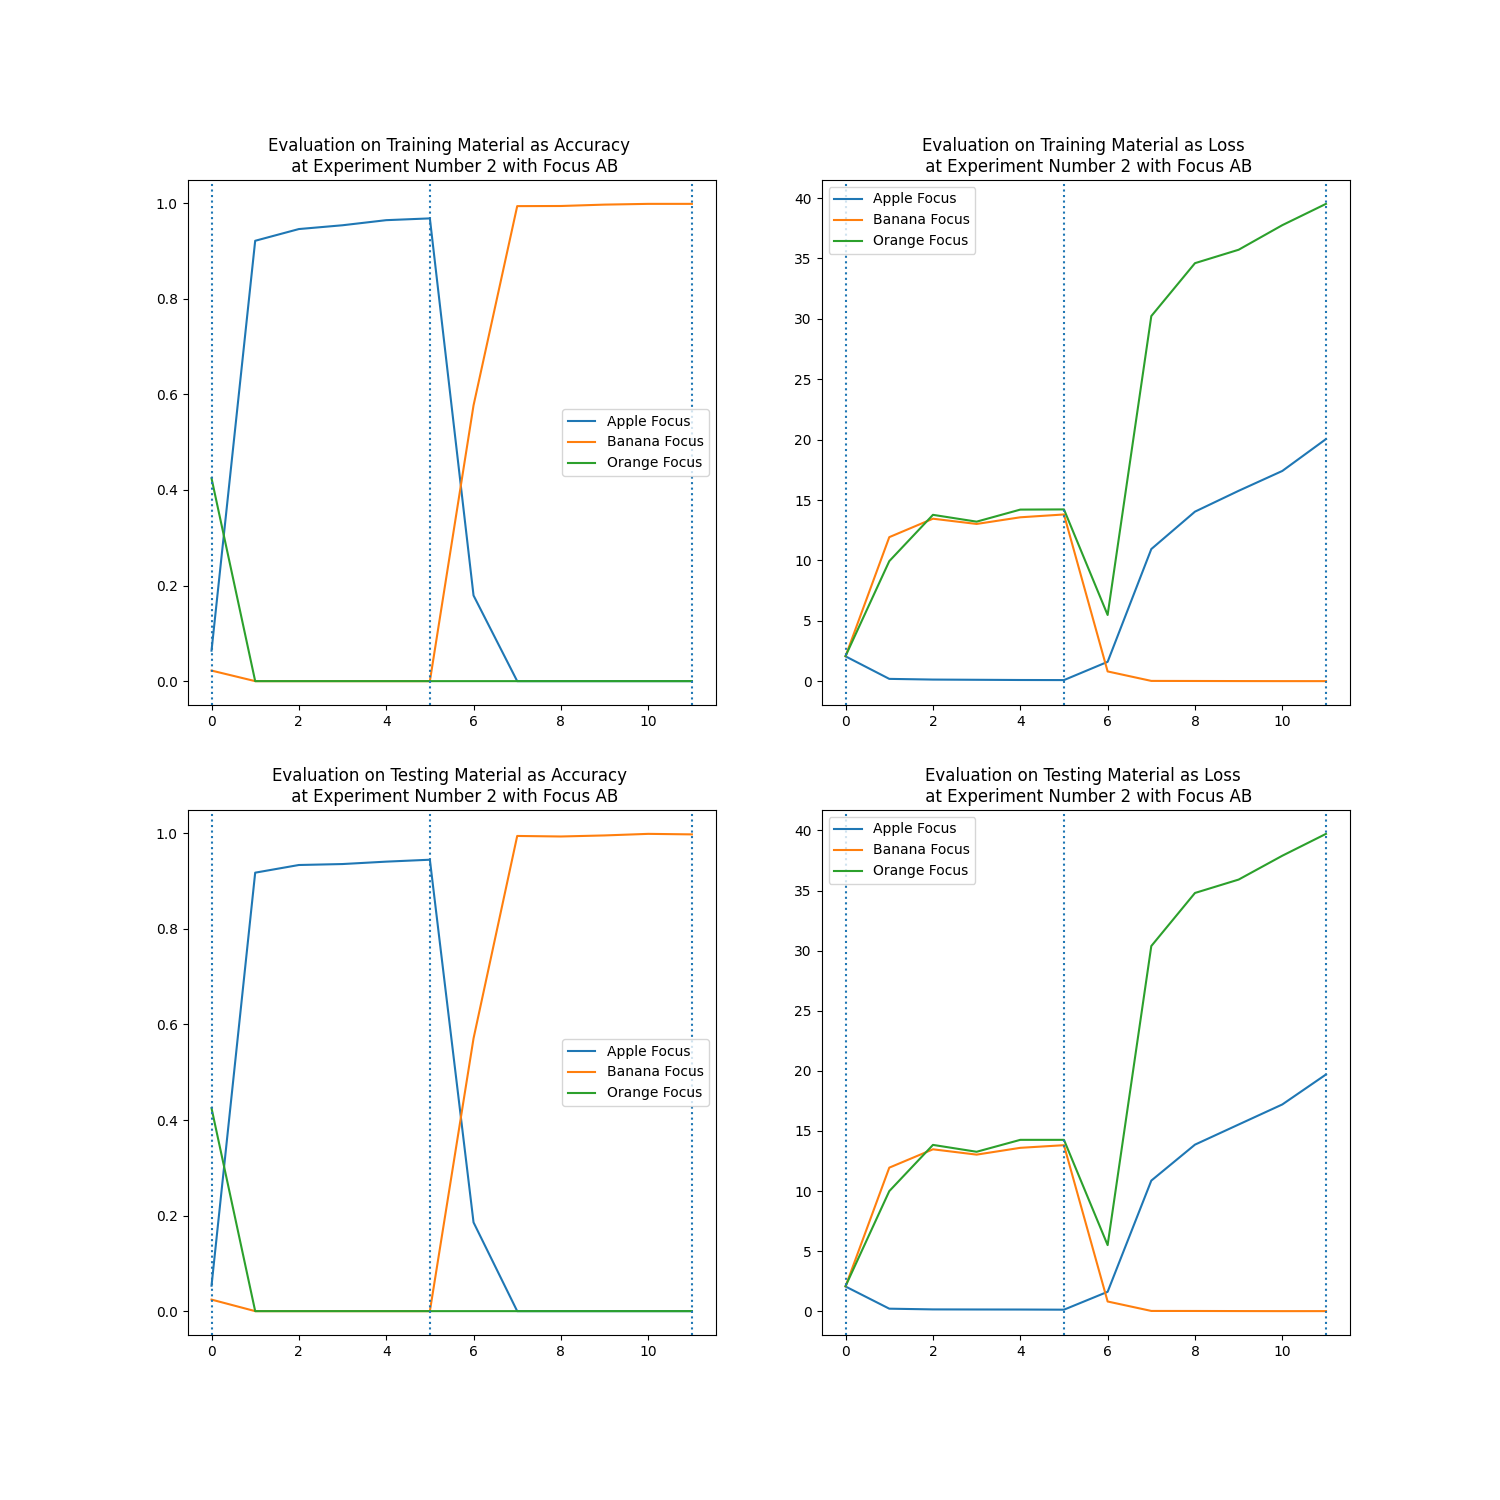 Evaluation on Training Material as Accuracy
at Experiment Number 2 with Focus AB
1.0
0.8
0.6
0.4
0.2
0.0
0 2 4 6 8 10
Apple Focus
Banana Focus
Orange Focus
Evaluation on Training Material as Loss
at Experiment Number 2 with Focus AB
40
35
30
25
20
15
10
5
0
0 2 4 6 8 10
Apple Focus
Banana Focus
Orange Focus
Evaluation on Testing Material as Accuracy
at Experiment Number 2 with Focus AB
1.0
0.8
0.6
0.4
0.2
0.0
0 2 4 6 8 10
Apple Focus
Banana Focus
Orange Focus
Evaluation on Testing Material as Loss
at Experiment Number 2 with Focus AB
40
35
30
25
20
15
10
5
0
0 2 4 6 8 10
Apple Focus
Banana Focus
Orange Focus